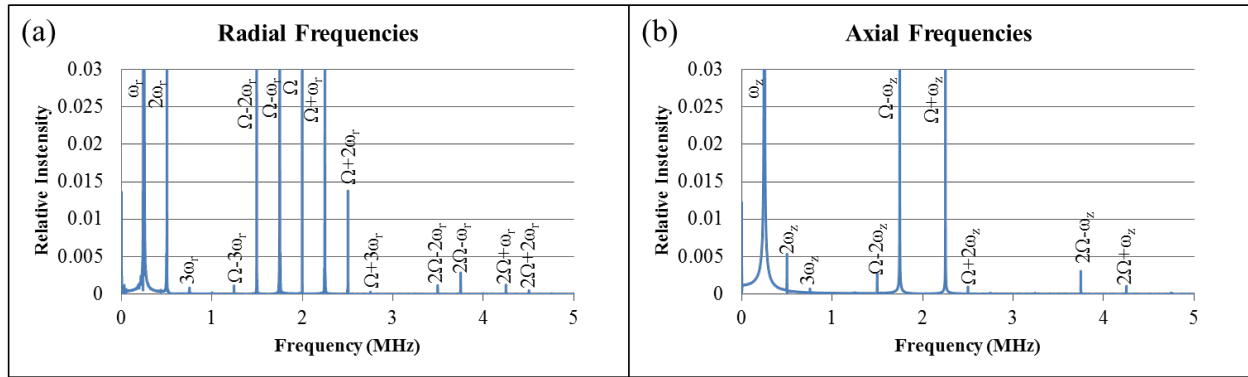 (a)
Radial Frequencies
0.03
0.025
0.02
0.015
0.01
0.005
0
Relative Instensity
ωr
2ωr
3ωr
Ω-3ωr
Ω-2ωr
Ω-ωr
Ω
Ω+ωr
Ω+2ωr
Ω+3ωr
2Ω-2ωr
2Ω-ωr
2Ω+ωr
2Ω+2ωr
0 1 2 3 4 5
Frequency (MHz)
(b)
Axial Frequencies
0.03
0.025
0.02
0.015
0.01
0.005
0
Relative Instensity
ωz
2ωz
3ωz
Ω-2ωz
Ω-ωz
Ω+ωz
Ω+2ωz
2Ω-ωz
2Ω+ωz
0 1 2 3 4 5
Frequency (MHz)